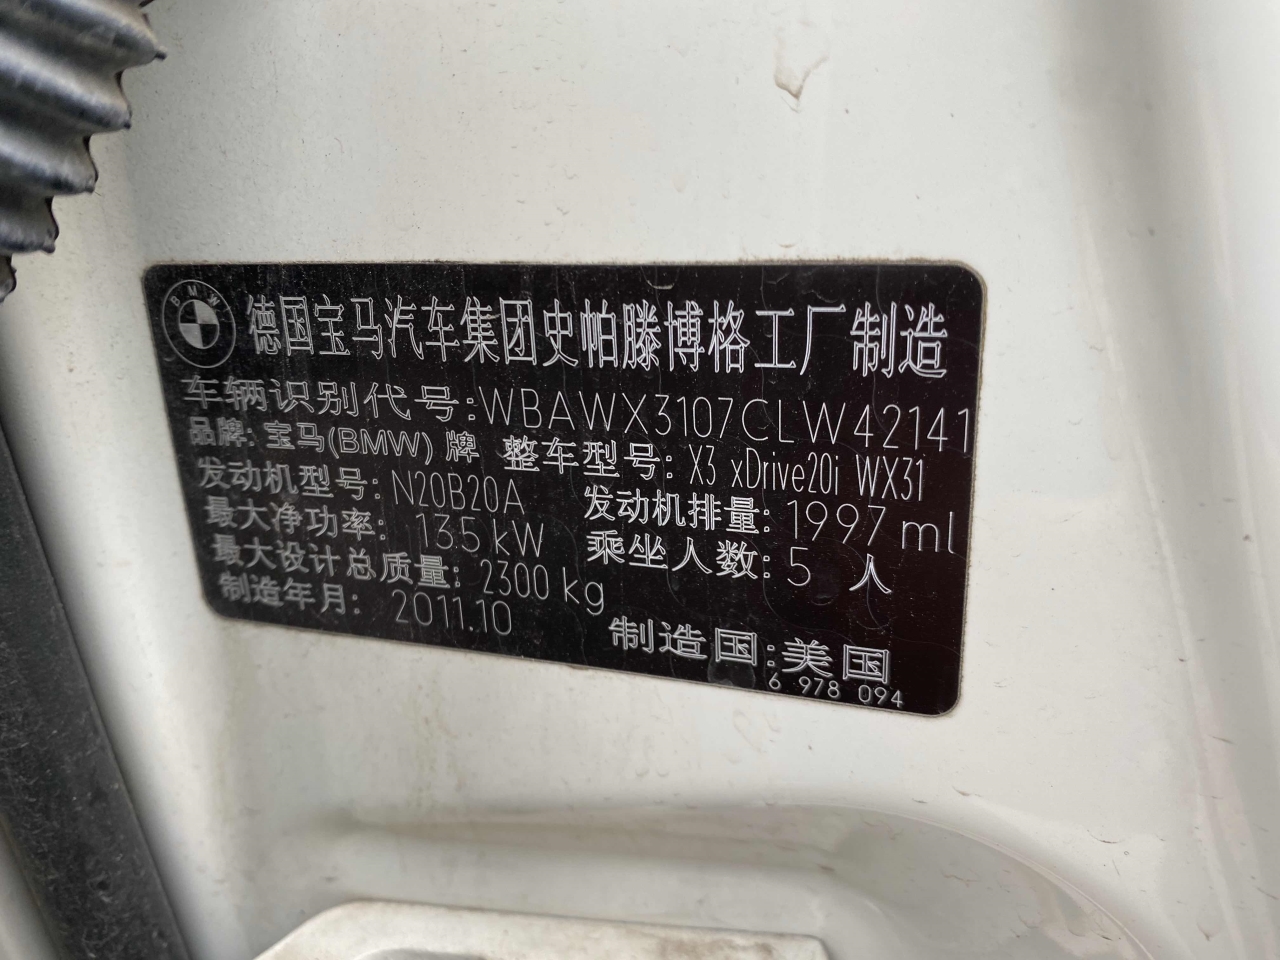 BMW
德国宝马汽车集团史帕滕博格工厂制造
车辆识别代号:WBAWX3107CLW42141
品牌: 宝马(BMW) 牌 整车型号: X3 xDrive20i WX31
发动机型号: N20B20A 发动机排量: 1997 ml
最大净功率: 135 kW 乘坐人数: 5 人
最大设计总质量: 2300 kg
制造年月: 2011.10 制造国:美国
6 978 094